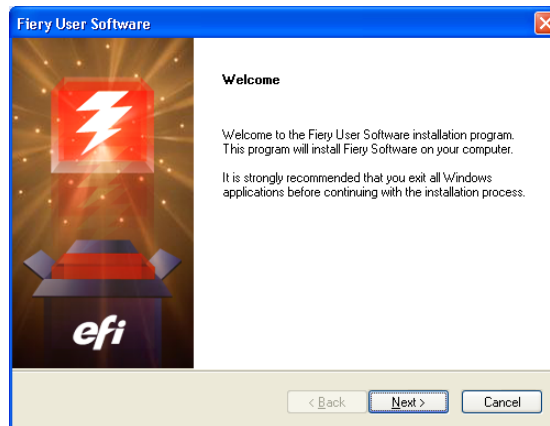 Fiery User Software
Welcome
Welcome to the Fiery User Software installation program.
This program will install Fiery Software on your computer.
It is strongly recommended that you exit all Windows
applications before continuing with the installation process.
efi
< Back Next > Cancel